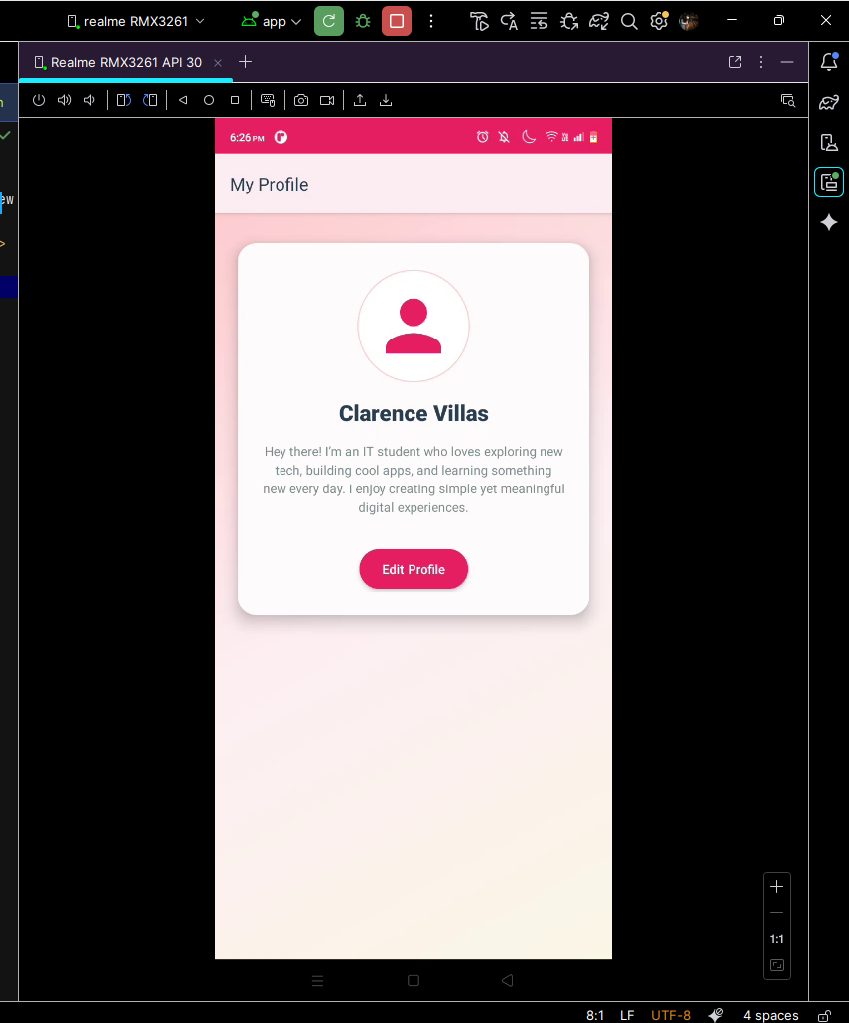 realme RMX3261
app
Realme RMX3261 API 30
ew
>
6:26 PM
My Profile
Clarence Villas
Hey there! I'm an IT student who loves exploring new
tech, building cool apps, and learning something
new every day. I enjoy creating simple yet meaningful
digital experiences.
Edit Profile
1:1
8:1 LF UTF-8 4 spaces